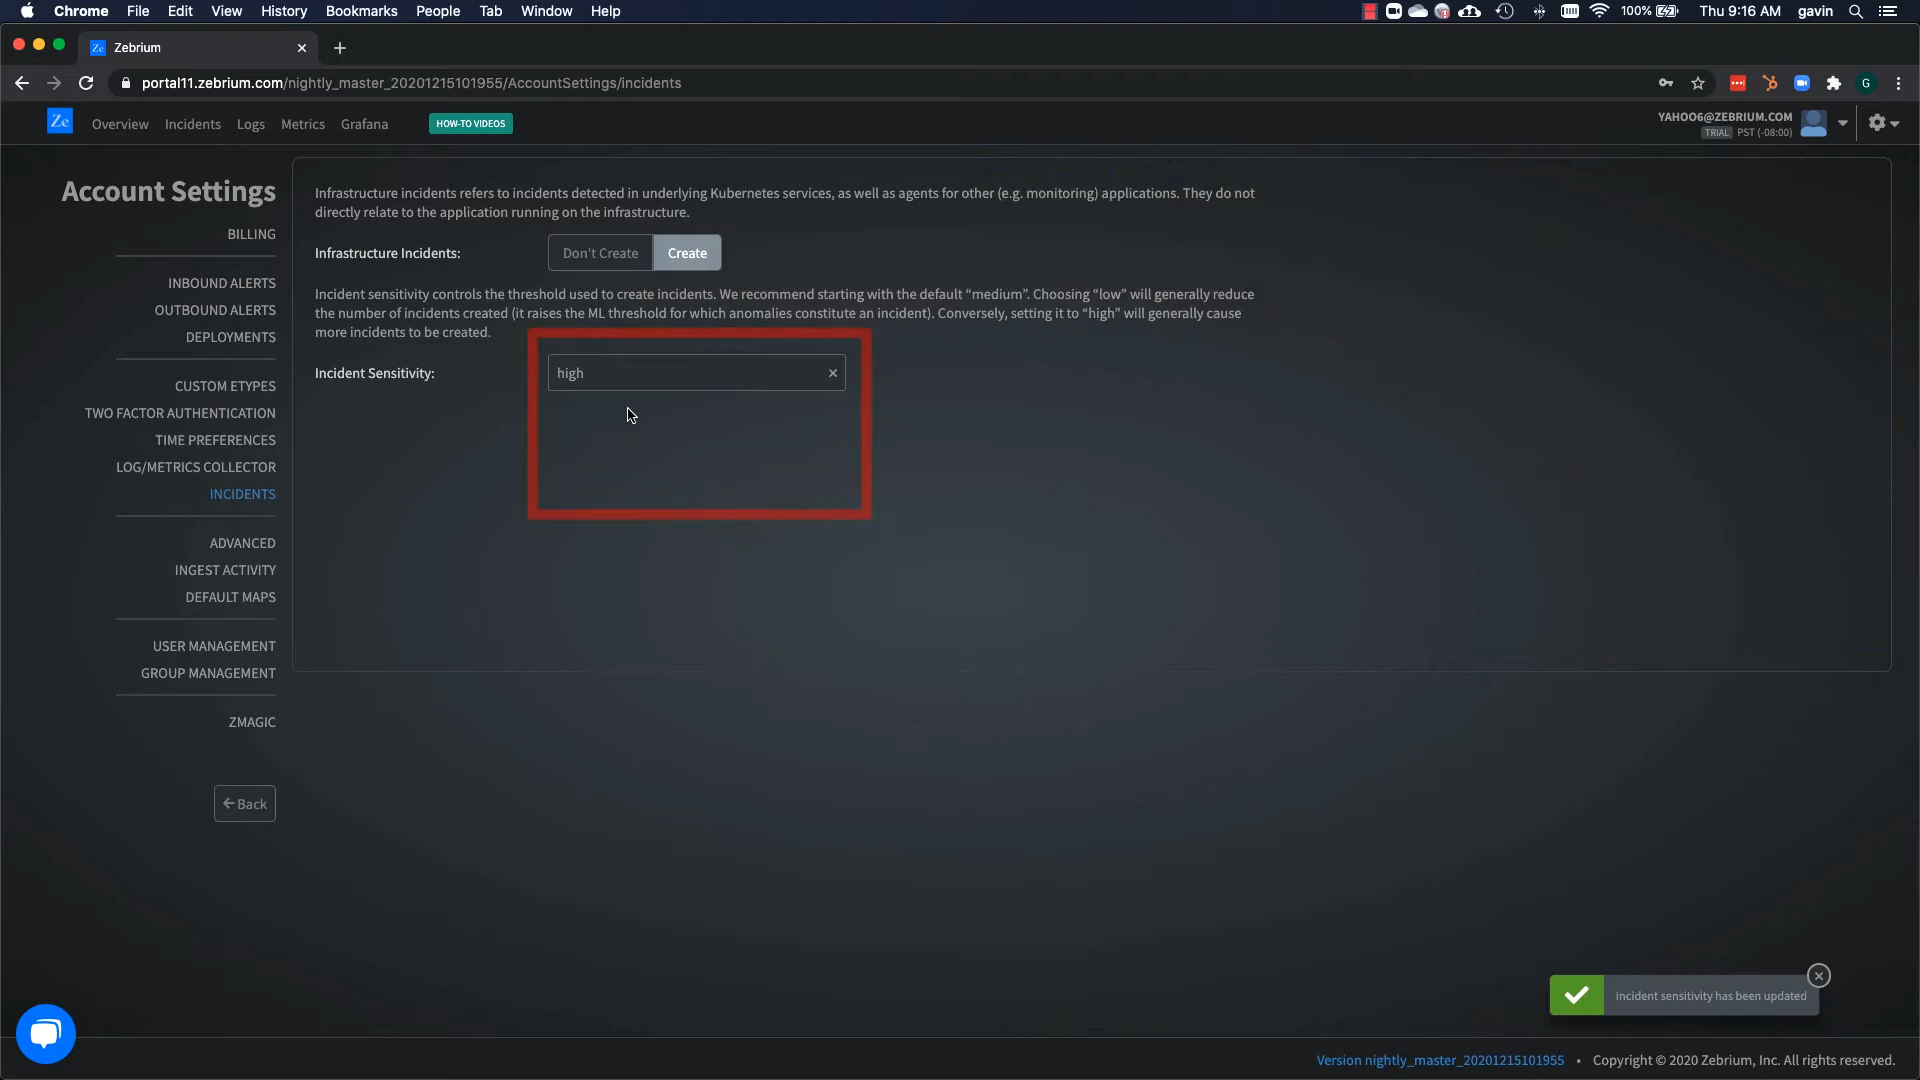 Chrome File Edit View History Bookmarks People Tab Window Help
100% Thu 9:16 AM gavin
Ze Zebrium
portal11.zebrium.com/nightly_master_20201215101955/AccountSettings/incidents
G
Ze Overview Incidents Logs Metrics Grafana HOW-TO VIDEOS
YAHOO6@ZEBRIUM.COM
TRIAL PST (-08:00)
Account Settings
BILLING
INBOUND ALERTS
OUTBOUND ALERTS
DEPLOYMENTS
CUSTOM ETYPES
TWO FACTOR AUTHENTICATION
TIME PREFERENCES
LOG/METRICS COLLECTOR
INCIDENTS
ADVANCED
INGEST ACTIVITY
DEFAULT MAPS
USER MANAGEMENT
GROUP MANAGEMENT
ZMAGIC
Back
Infrastructure incidents refers to incidents detected in underlying Kubernetes services, as well as agents for other (e.g. monitoring) applications. They do not
directly relate to the application running on the infrastructure.
Infrastructure Incidents: Don't Create Create
Incident sensitivity controls the threshold used to create incidents. We recommend starting with the default “medium”. Choosing “low” will generally reduce
the number of incidents created (it raises the ML threshold for which anomalies constitute an incident). Conversely, setting it to “high” will generally cause
more incidents to be created.
Incident Sensitivity: high
Incident sensitivity has been updated
Version nightly_master_20201215101955 • Copyright © 2020 Zebrium, Inc. All rights reserved.